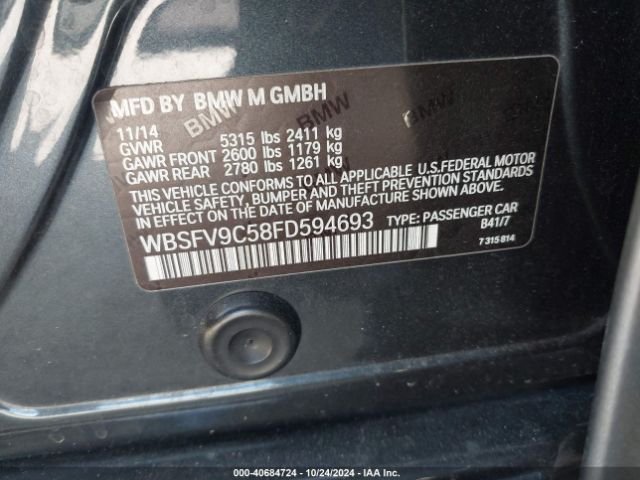 MFD BY BMW M GMBH
11/14
GVWR 5315 lbs 2411 kg
GAWR FRONT 2600 lbs 1179 kg
GAWR REAR 2780 lbs 1261 kg
THIS VEHICLE CONFORMS TO ALL APPLICABLE U.S.FEDERAL MOTOR
VEHICLE SAFETY, BUMPER, AND THEFT PREVENTION STANDARDS
IN EFFECT ON THE DATE OF MANUFACTURE SHOWN ABOVE.
WBSFV9C58FD594693 TYPE: PASSENGER CAR
B41/7
7 315 814
BMW
BMW
BMW
000-40684724 - 10/24/2024 - IAA Inc.